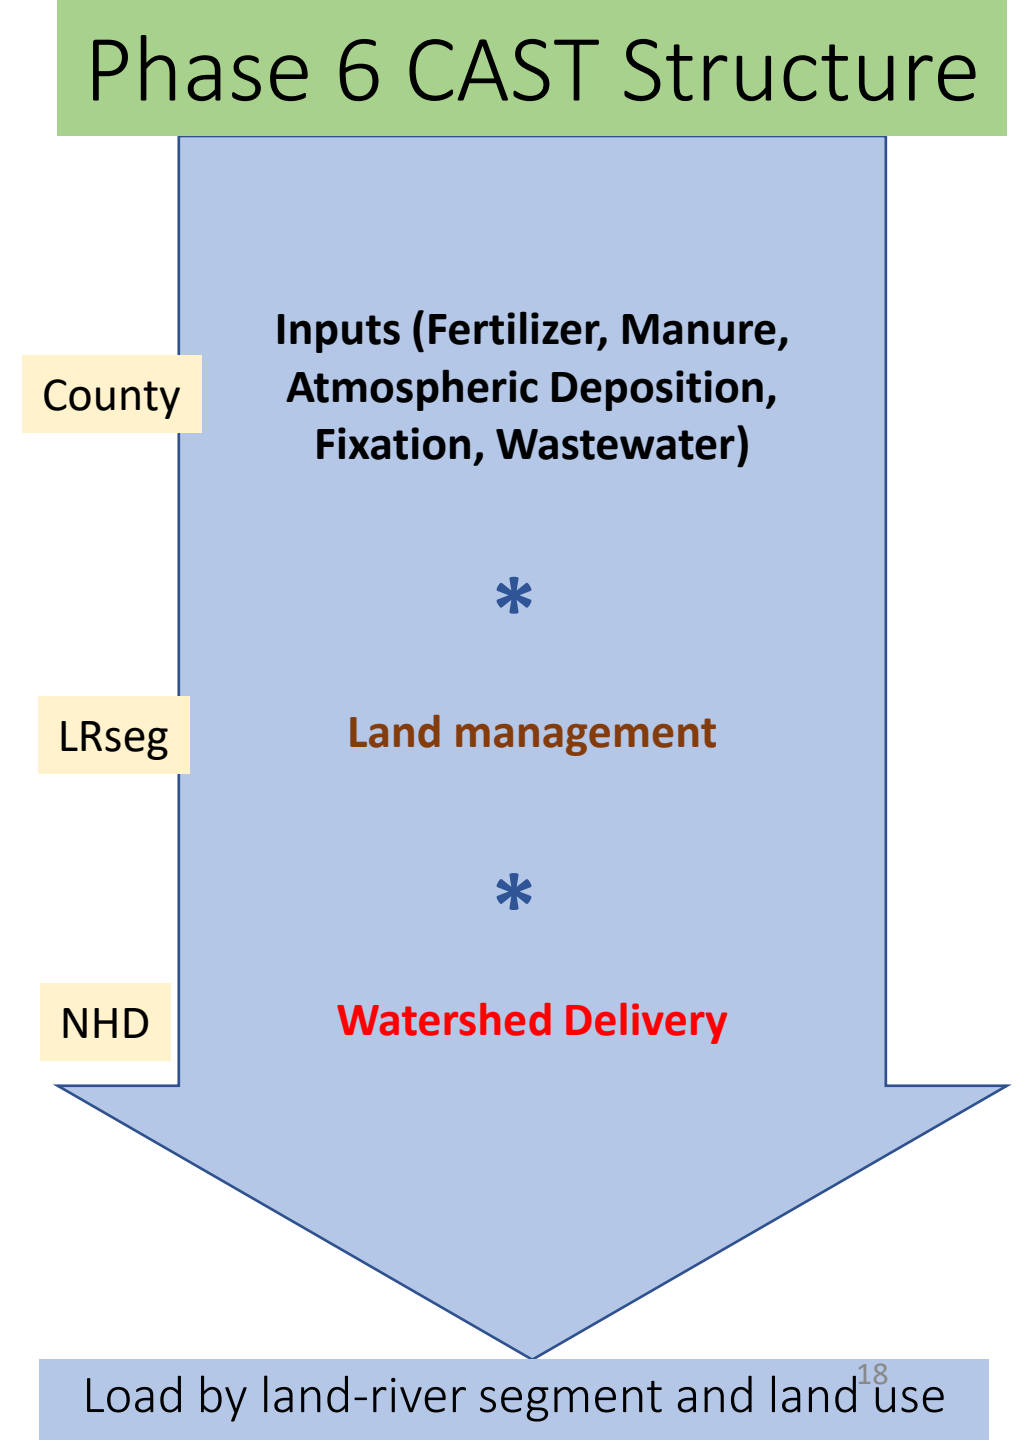 Phase 6 CAST Structure
Inputs (Fertilizer, Manure,
Atmospheric Deposition,
Fixation, Wastewater)
County
*
LRseg
Land management
*
NHD
Watershed Delivery
Load by land-river segment and land use
18